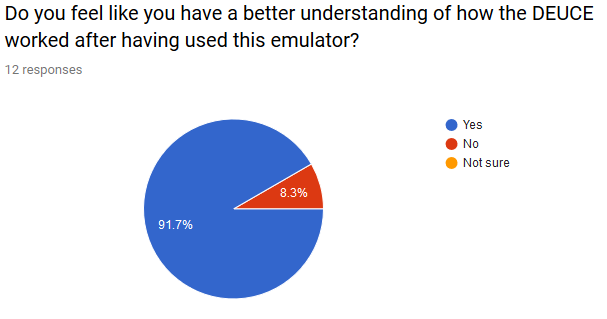 Do you feel like you have a better understanding of how the DEUCE
worked after having used this emulator?
12 responses
Yes
No
Not sure
8.3%
91.7%